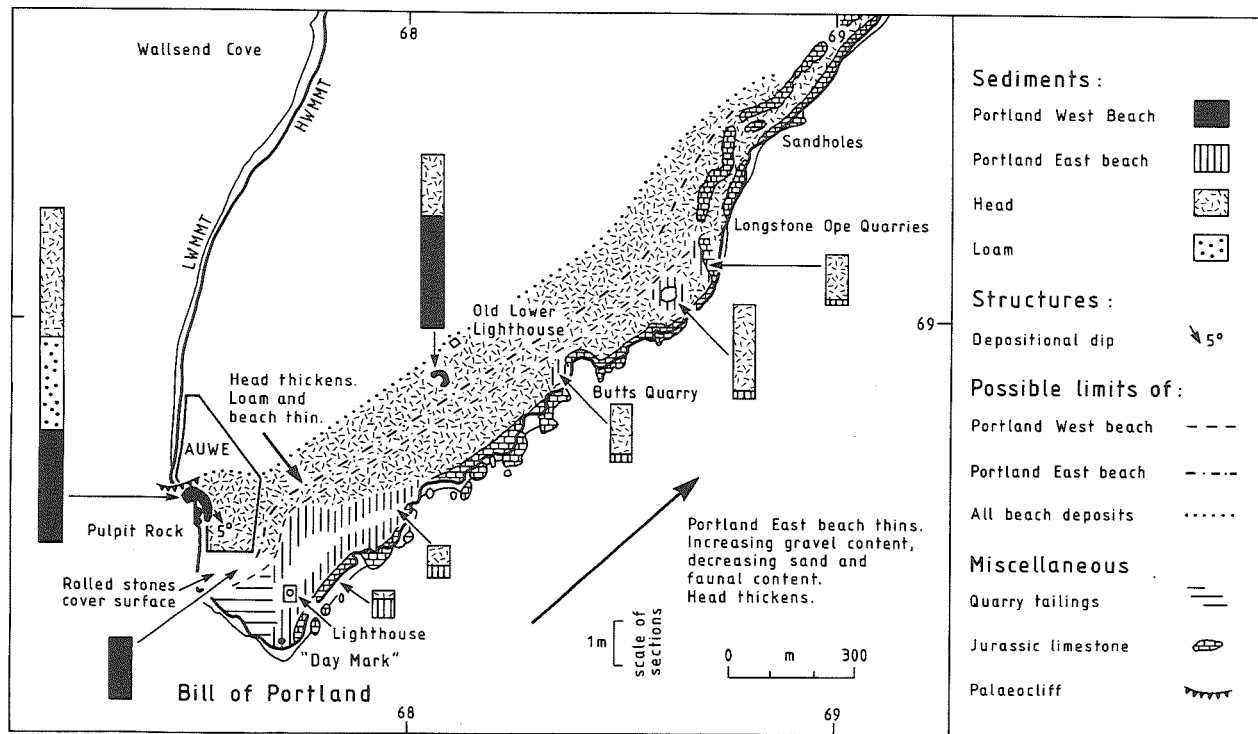 Wallsend Cove
68
69
HWMMT
LWMMT
Sandholes
Longstone Ope Quarries
Old Lower
Lighthouse
69
Head thickens.
Loam and
beach thin.
Butts Quarry
AUWE
5°
Pulpit Rock
Rolled stones
cover surface
Lighthouse
"Day Mark"
Bill of Portland
Portland East beach thins.
Increasing gravel content,
decreasing sand and
faunal content.
Head thickens.
1m
scale of
sections
0 m 300
68
69
Sediments:
Portland West Beach
Portland East beach
Head
Loam
Structures:
Depositional dip 5°
Possible limits of:
Portland West beach
Portland East beach
All beach deposits
Miscellaneous
Quarry tailings
Jurassic limestone
Palaeocliff